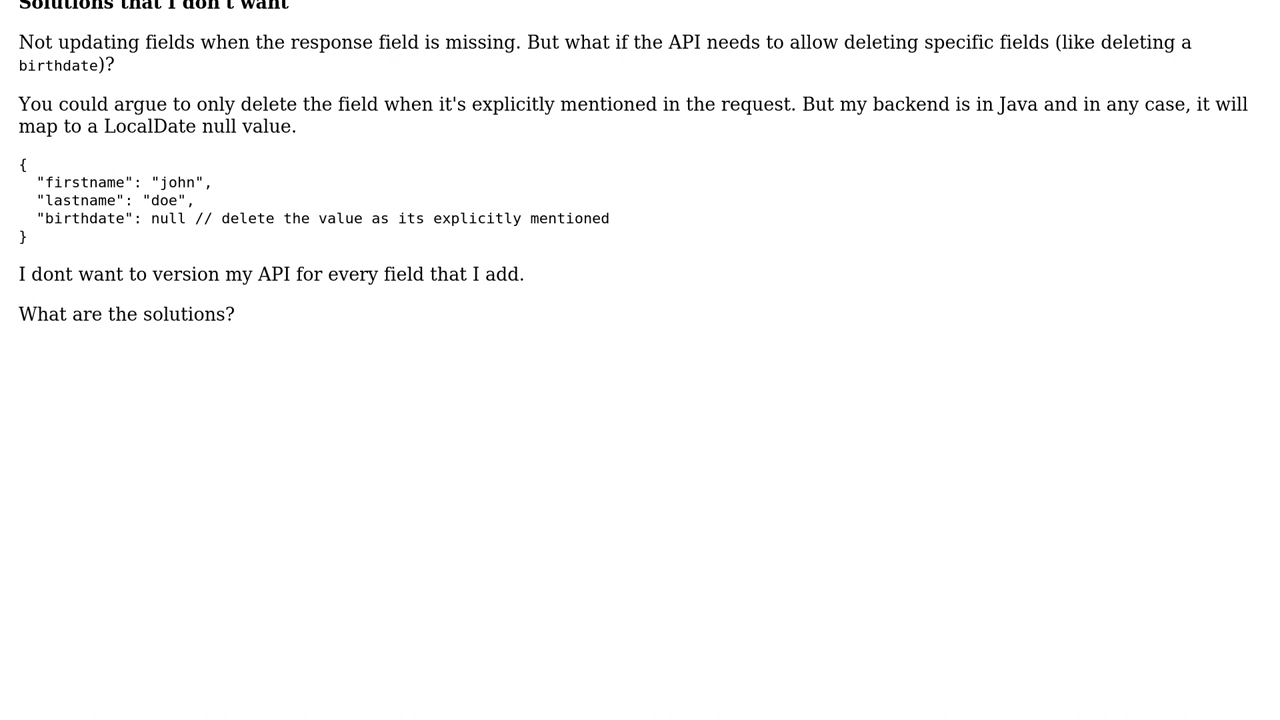 Solutions that I don't want
Not updating fields when the response field is missing. But what if the API needs to allow deleting specific fields (like deleting a
birthdate)?
You could argue to only delete the field when it's explicitly mentioned in the request. But my backend is in Java and in any case, it will
map to a LocalDate null value.
{
  "firstname": "john",
  "lastname": "doe",
  "birthdate": null // delete the value as its explicitly mentioned
}
I dont want to version my API for every field that I add.
What are the solutions?